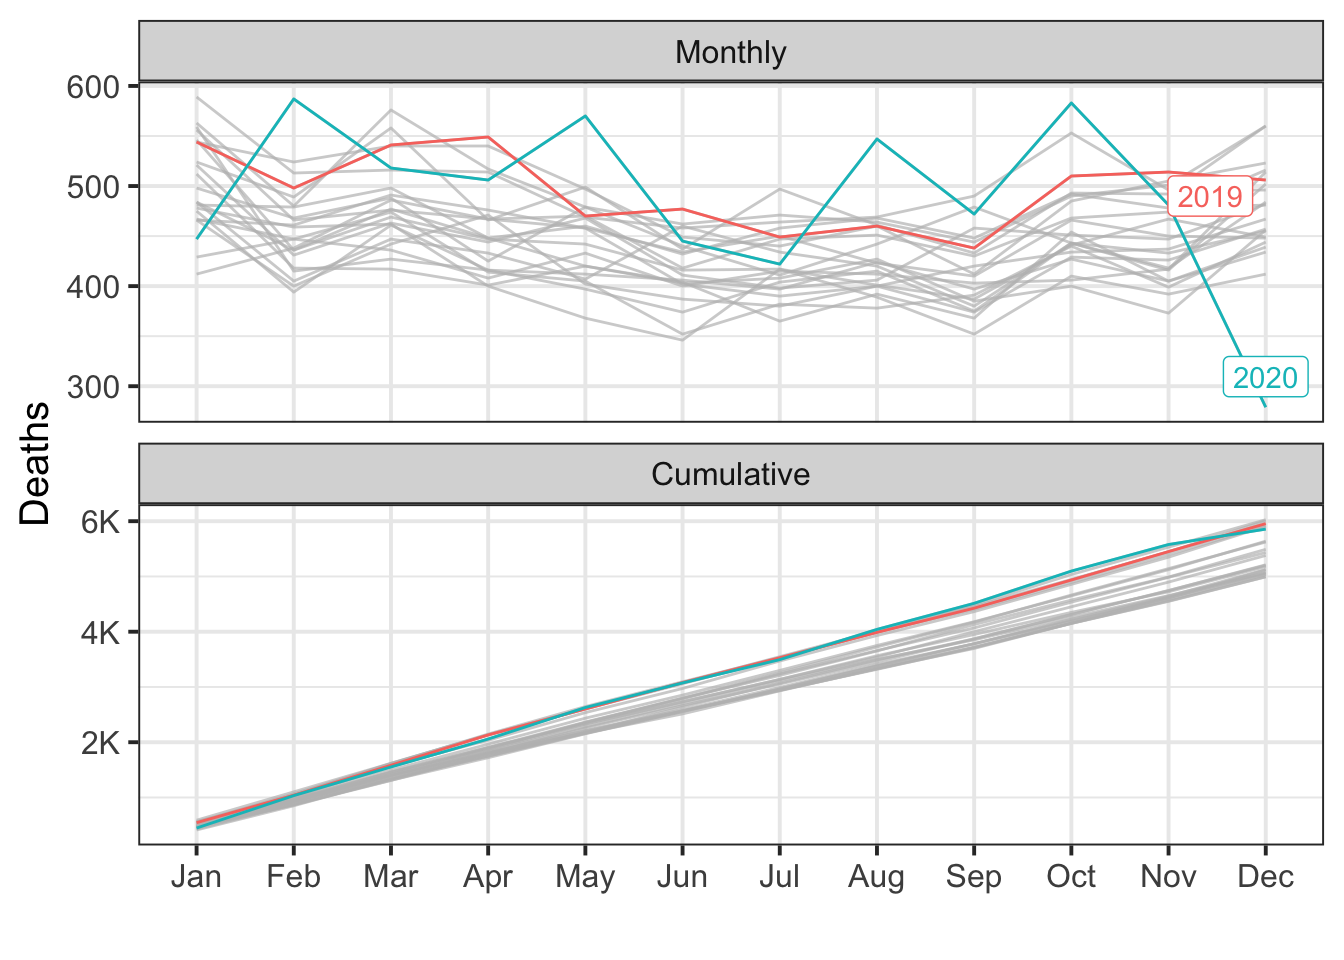 Monthly
600
500
400
300
2019
2020
Deaths
Cumulative
6K
4K
2K
Jan Feb Mar Apr May Jun Jul Aug Sep Oct Nov Dec